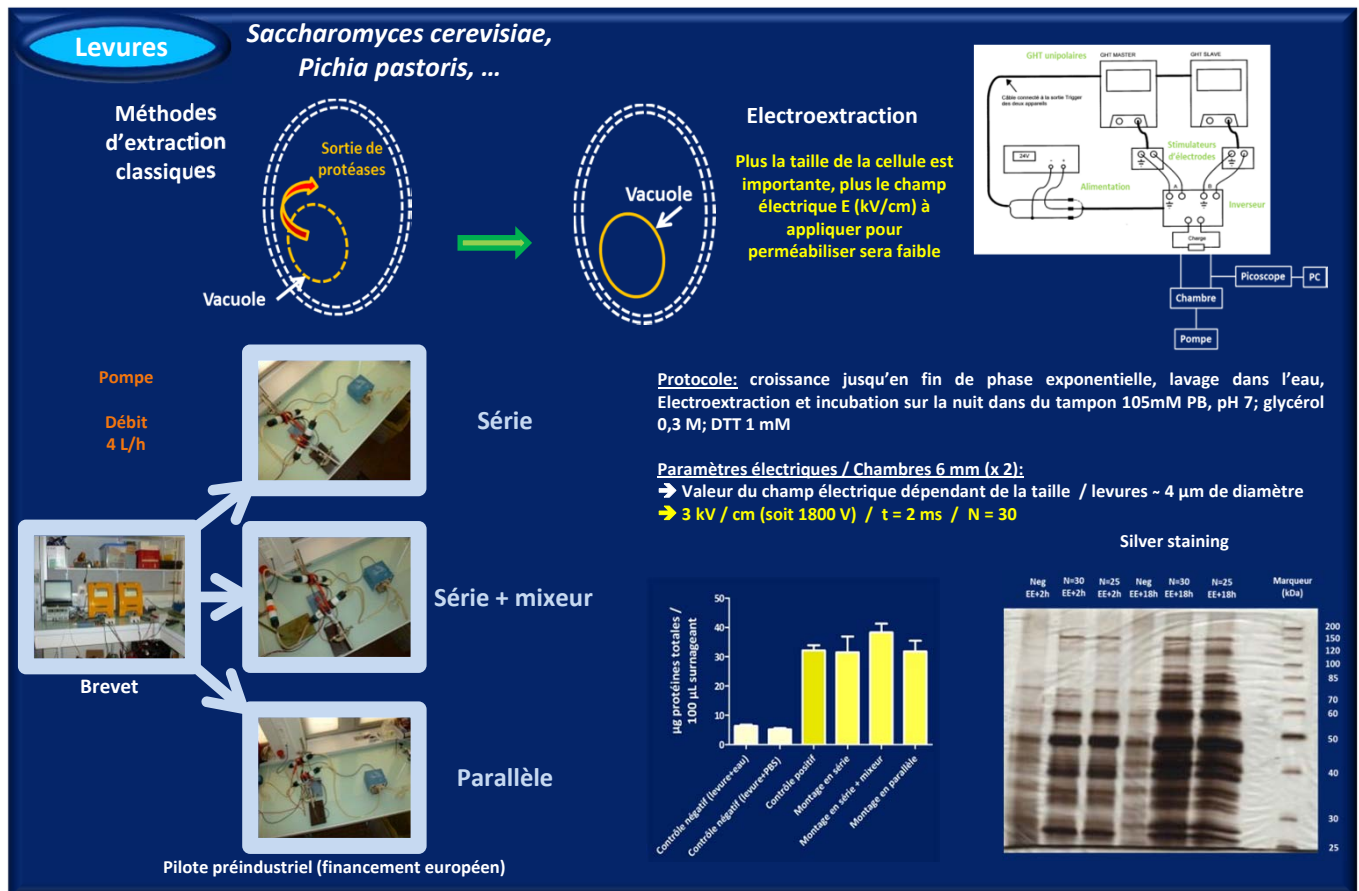 Levures
Saccharomyces cerevisiae,
Pichia pastoris, …
Méthodes
d’extraction
classiques
Sortie de
protéases
Vacuole
Vacuole
Electroextraction
Plus la taille de la cellule est
importante, plus le champ
électrique E (kV/cm) à
appliquer pour
perméabiliser sera faible
GHT unipolaires
GHT MASTER
GHT SLAVE
Câble connecté à la sortie Trigger
des deux appareils
24V
- +
Stimulateurs
d’électrodes
Alimentation
A
B
Inverseur
Charge
Picoscope
PC
Chambre
Pompe
Pompe
Débit
4 L/h
Série
Série + mixeur
Parallèle
Brevet
Pilote préindustriel (financement européen)
Protocole: croissance jusqu’en fin de phase exponentielle, lavage dans l’eau,
Electroextraction et incubation sur la nuit dans du tampon 105mM PB, pH 7; glycérol
0,3 M; DTT 1 mM
Paramètres électriques / Chambres 6 mm (x 2):
➔ Valeur du champ électrique dépendant de la taille / levures ~ 4 µm de diamètre
➔ 3 kV / cm (soit 1800 V) / t = 2 ms / N = 30
µg protéines totales /
100 µL surnageant
50
40
30
20
10
0
Contrôle négatif (levure+eau)
Contrôle négatif (levure+PBS)
Contrôle positif
Montage en série
Montage en série + mixeur
Montage en parallèle
Silver staining
Neg N=30 N=25 Neg N=30 N=25 Marqueur
EE+2h EE+2h EE+2h EE+18h EE+18h EE+18h (kDa)
200
150
120
100
85
70
60
50
40
30
25